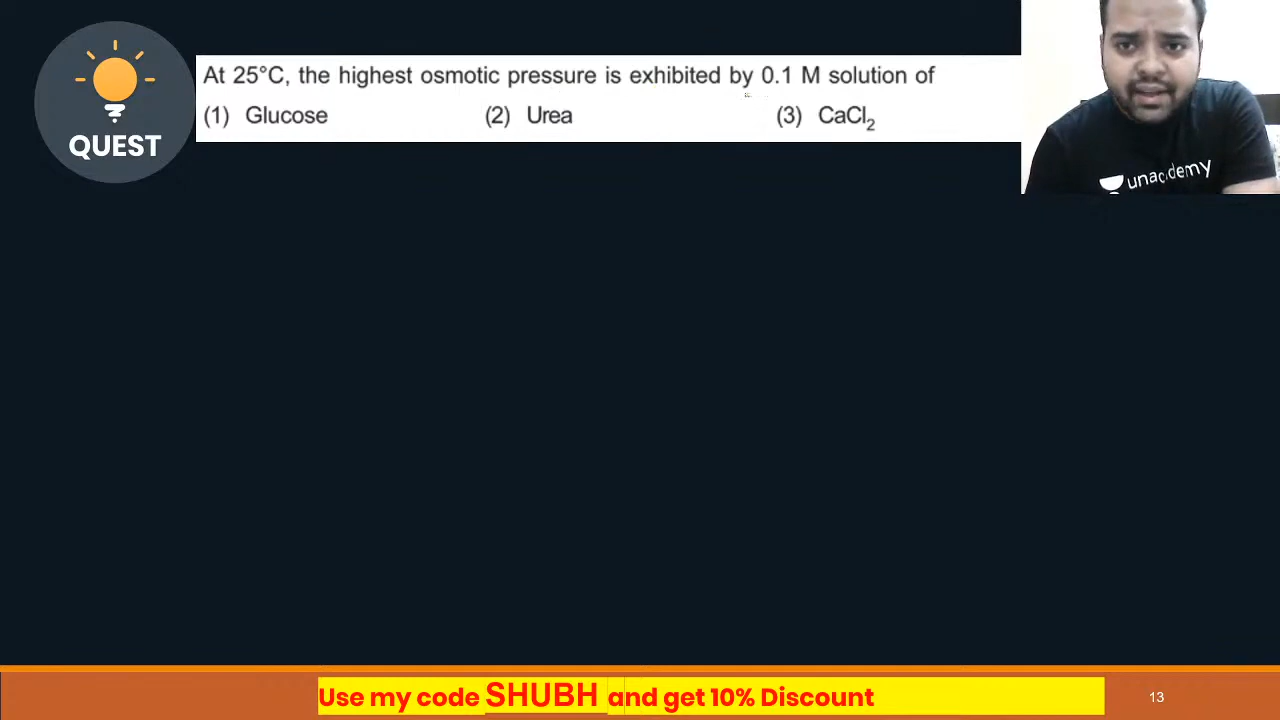 At 25°C, the highest osmotic pressure is exhibited by 0.1 M solution of
(1) Glucose (2) Urea (3) CaCl₂
QUEST
unacademy
Use my code SHUBH and get 10% Discount
13